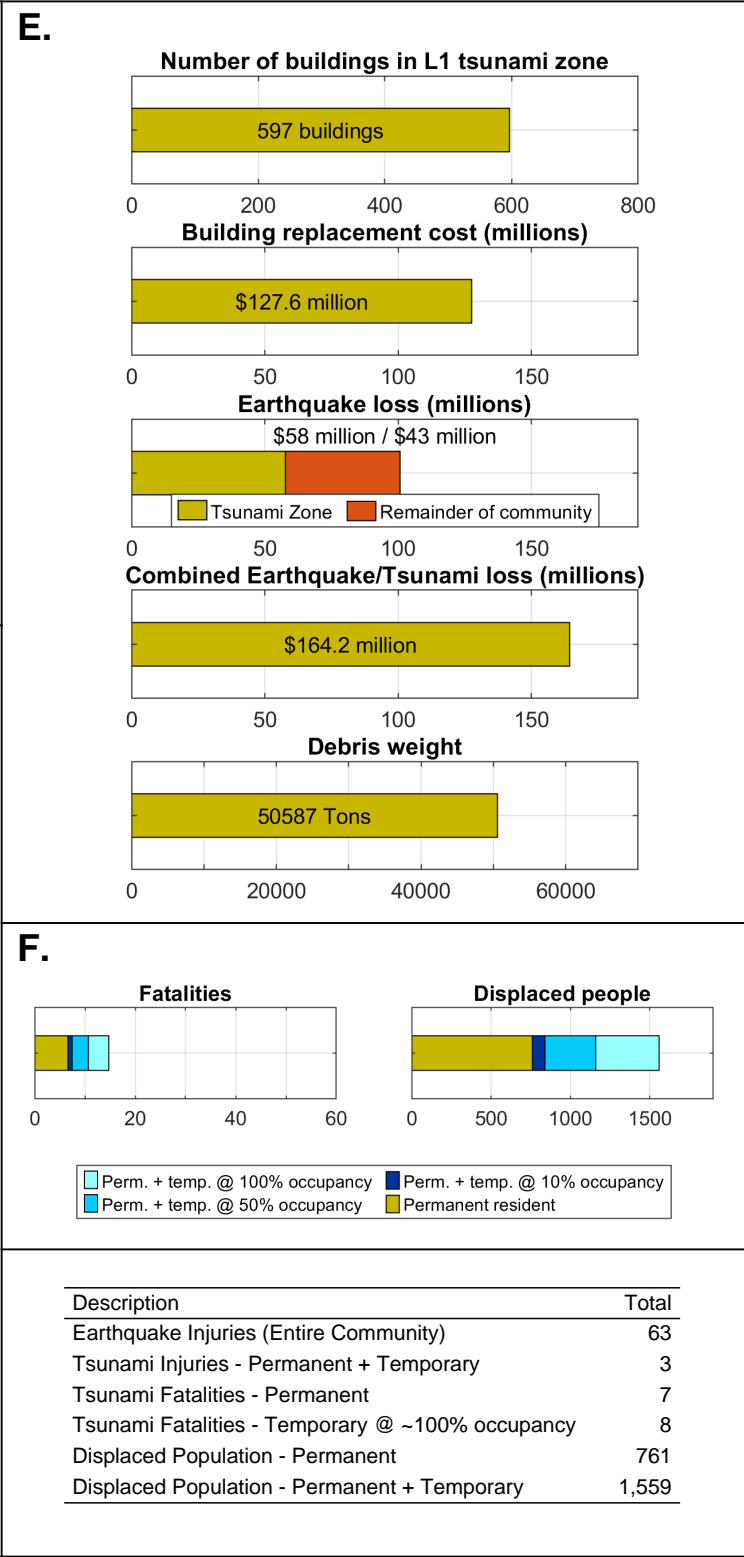 E.
Number of buildings in L1 tsunami zone
597 buildings
0 200 400 600 800
Building replacement cost (millions)
$127.6 million
0 50 100 150
Earthquake loss (millions)
$58 million / $43 million
Tsunami Zone Remainder of community
0 50 100 150
Combined Earthquake/Tsunami loss (millions)
$164.2 million
0 50 100 150
Debris weight
50587 Tons
0 20000 40000 60000
F.
Fatalities Displaced people
0 20 40 60 0 500 1000 1500
Perm. + temp. @ 100% occupancy Perm. + temp. @ 10% occupancy
Perm. + temp. @ 50% occupancy Permanent resident
Description Total
Earthquake Injuries (Entire Community) 63
Tsunami Injuries - Permanent + Temporary 3
Tsunami Fatalities - Permanent 7
Tsunami Fatalities - Temporary @ ~100% occupancy 8
Displaced Population - Permanent 761
Displaced Population - Permanent + Temporary 1,559